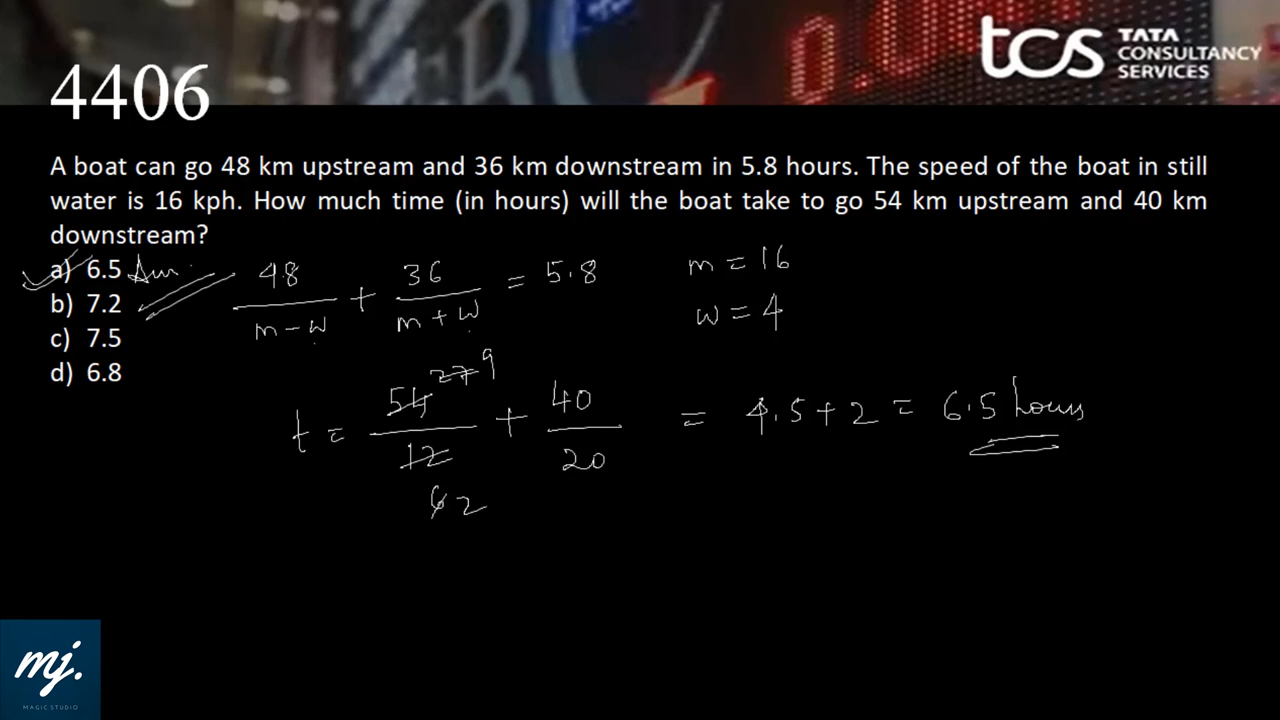 tcs TATA CONSULTANCY SERVICES
4406
A boat can go 48 km upstream and 36 km downstream in 5.8 hours. The speed of the boat in still
water is 16 kph. How much time (in hours) will the boat take to go 54 km upstream and 40 km
downstream?
a) 6.5 Ans.
b) 7.2
c) 7.5
d) 6.8
48/(m-w) + 36/(m+w) = 5.8
m = 16
w = 4
27 9
t = 54/12 + 40/20 = 4.5 + 2 = 6.5 hours
6 2
mj.
MAGIC STUDIO